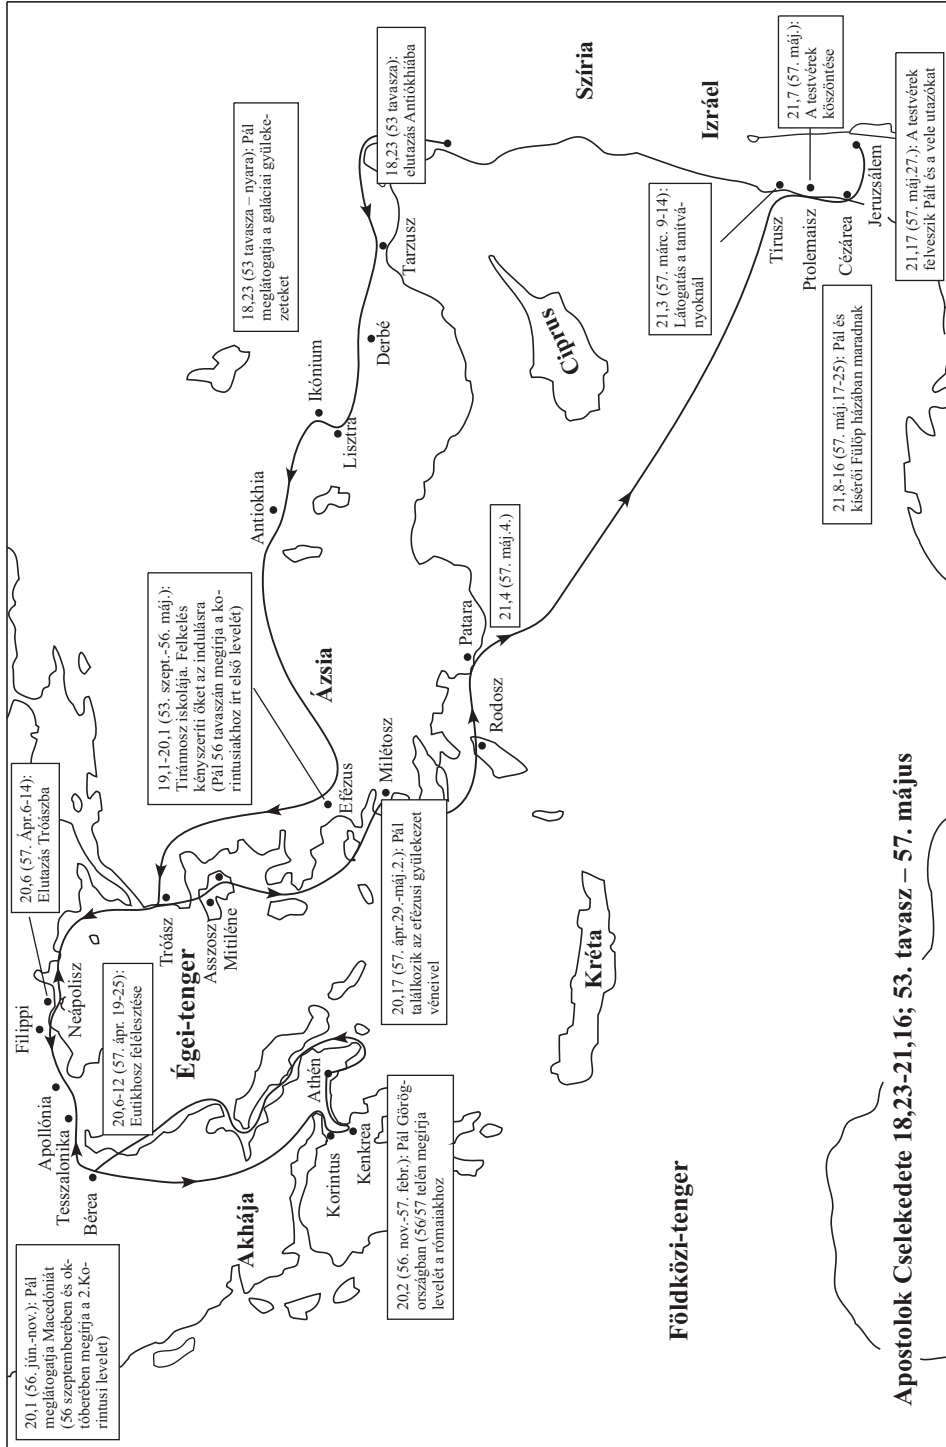 20,1 (56. jún.-nov.): Pál
meglátogatja Macedóniát
(56 szeptemberében és ok-
tóberében megírja a 2.Ko-
rintusi levelet)
Filippi
20,6 (57. Ápr.6-14):
Elutazás Tróászba
Neápolisz
Apollónia
Tesszalonika
Bérea
20,6-12 (57. ápr. 19-25):
Eutikhosz felélesztése
Égei-tenger
Tróász
Asszosz
Mitiléne
19,1-20,1 (53. szept.-56. máj.):
Tiránnosz iskolája. Felkelés
kényszeríti őket az indulásra
(Pál 56 tavaszán megírja a ko-
rintusiakhoz írt első levelét)
Antiokhia
Ikónium
Lisztra
Derbé
18,23 (53 tavasza – nyara): Pál
meglátogatja a galáciai gyüleke-
zeteket
Tarzusz
18,23 (53 tavasza):
elutazás Antiókhiába
Szíria
Ázsia
Efézus
Milétosz
Akhája
Athén
Korintus
Kenkrea
20,2 (56. nov.-57. febr.): Pál Görög-
országban (56/57 telén megírja
levelét a rómaiakhoz
20,17 (57. ápr.29.-máj.2.): Pál
találkozik az efézusi gyülekezet
véneivel
Rodosz
Patara
21,4 (57. máj.4.)
Ciprus
Kréta
Földközi-tenger
21,3 (57. márc. 9-14):
Látogatás a tanítvá-
nyoknál
Izráel
Tírusz
Ptolemaisz
Cézárea
Jeruzsálem
21,7 (57. máj.):
A testvérek
köszöntése
21,8-16 (57. máj.17-25): Pál és
kísérői Fülöp házában maradnak
21,17 (57. máj.27.): A testvérek
felveszik Pált és a vele utazókat
Apostolok Cselekedete 18,23-21,16; 53. tavasz – 57. május